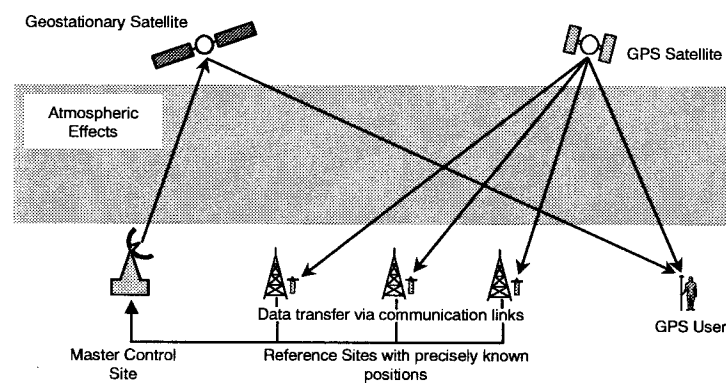 Geostationary Satellite
GPS Satellite
Atmospheric
Effects
Data transfer via communication links
GPS User
Master Control
Site
Reference Sites with precisely known
positions